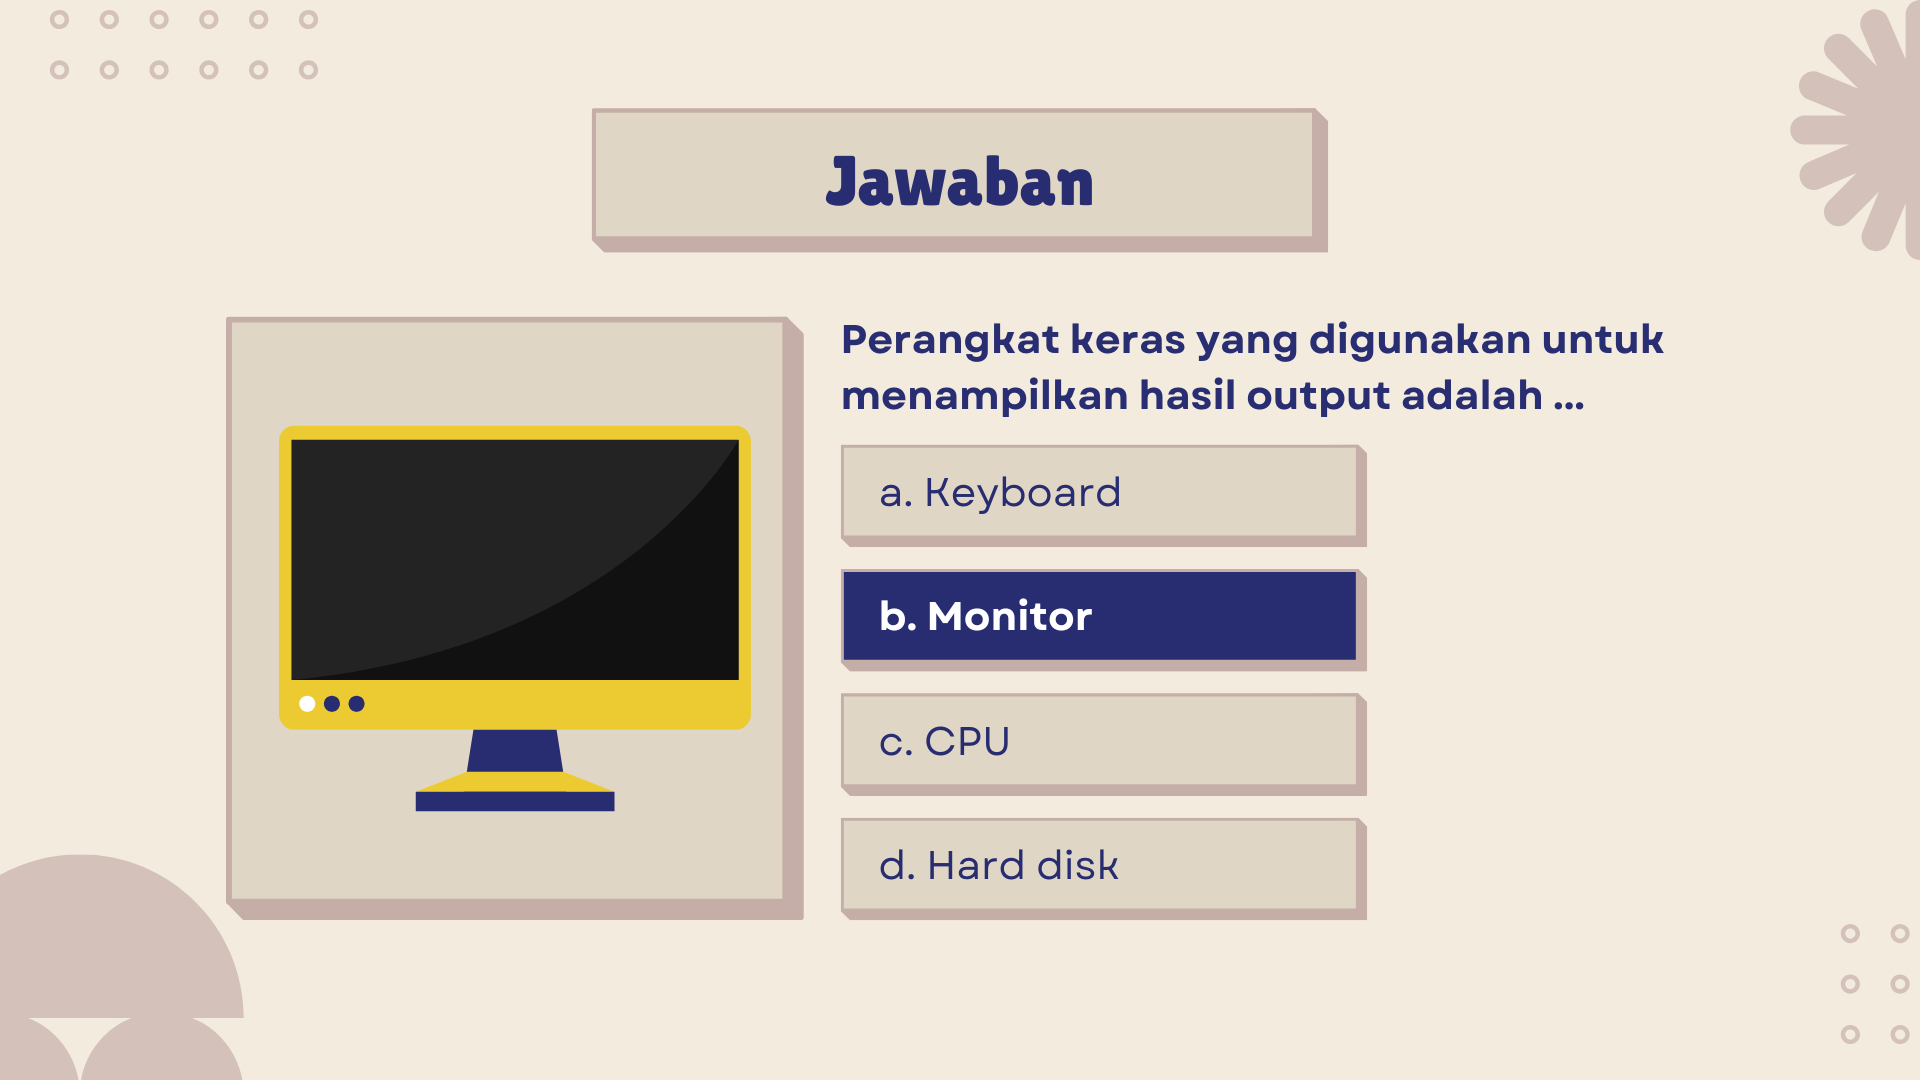 Jawaban
Perangkat keras yang digunakan untuk
menampilkan hasil output adalah ...
a. Keyboard
b. Monitor
c. CPU
d. Hard disk